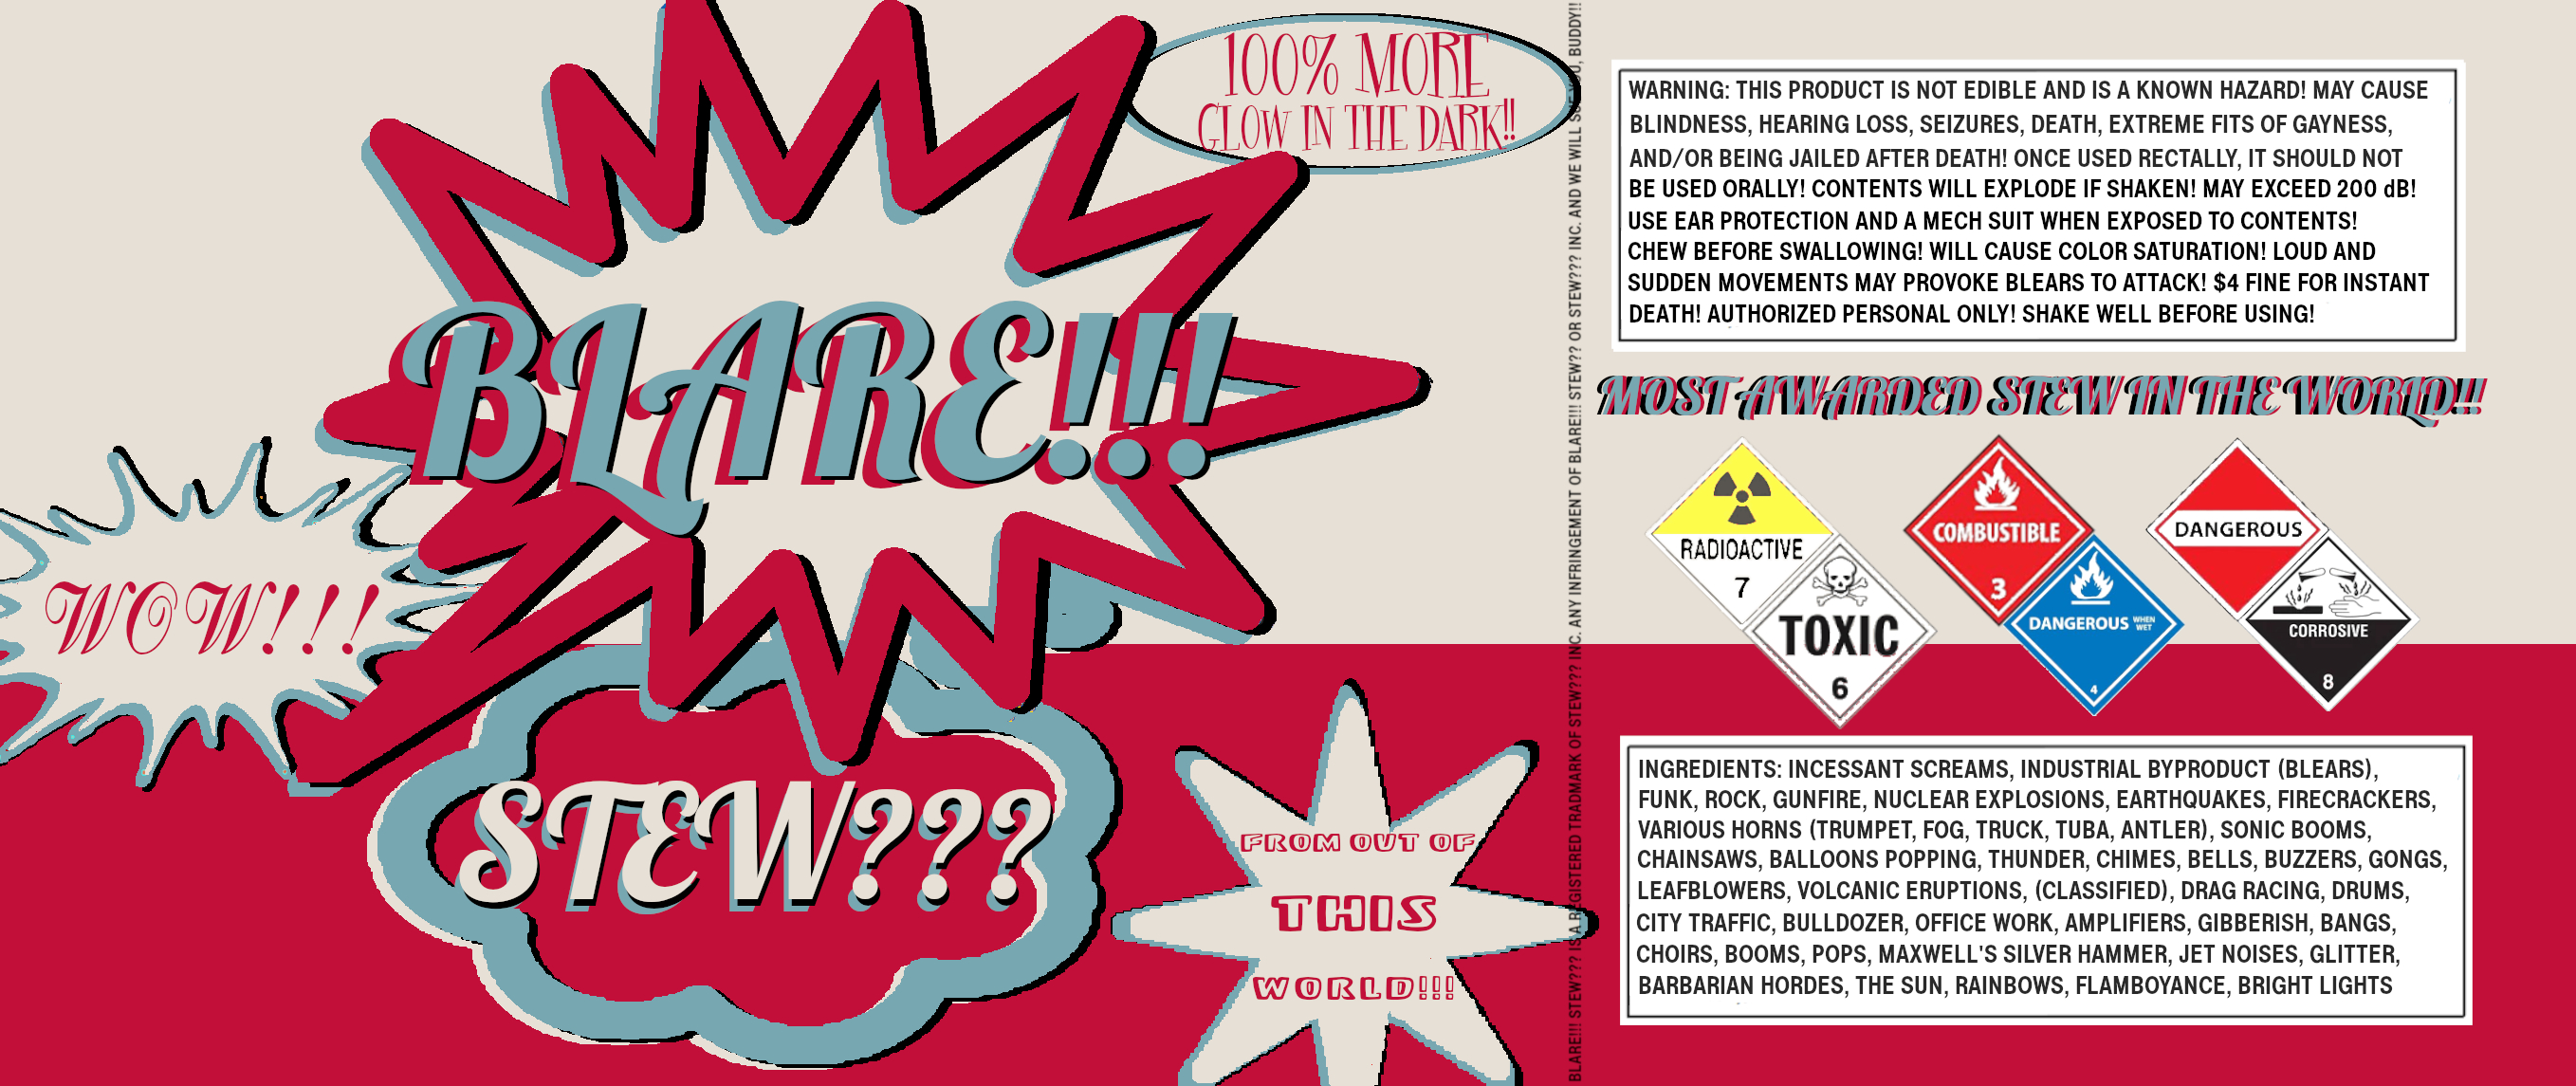 100% MORE
GLOW IN THE DARK!!
BLARE!!!
WOW!!!
STEW???
FROM OUT OF
THIS
WORLD!!!
BLARE!!! STEW??? IS A REGISTERED TRADMARK OF STEW??? INC. ANY INFRINGEMENT OF BLARE!!! STEW?? OR STEW??? INC. AND WE WILL SUE YOU, BUDDY!!
WARNING: THIS PRODUCT IS NOT EDIBLE AND IS A KNOWN HAZARD! MAY CAUSE
BLINDNESS, HEARING LOSS, SEIZURES, DEATH, EXTREME FITS OF GAYNESS,
AND/OR BEING JAILED AFTER DEATH! ONCE USED RECTALLY, IT SHOULD NOT
BE USED ORALLY! CONTENTS WILL EXPLODE IF SHAKEN! MAY EXCEED 200 dB!
USE EAR PROTECTION AND A MECH SUIT WHEN EXPOSED TO CONTENTS!
CHEW BEFORE SWALLOWING! WILL CAUSE COLOR SATURATION! LOUD AND
SUDDEN MOVEMENTS MAY PROVOKE BLEARS TO ATTACK! $4 FINE FOR INSTANT
DEATH! AUTHORIZED PERSONAL ONLY! SHAKE WELL BEFORE USING!
MOST AWARDED STEW IN THE WORLD!!
RADIOACTIVE
7
TOXIC
6
COMBUSTIBLE
3
DANGEROUS WHEN WET
4
DANGEROUS
CORROSIVE
8
INGREDIENTS: INCESSANT SCREAMS, INDUSTRIAL BYPRODUCT (BLEARS),
FUNK, ROCK, GUNFIRE, NUCLEAR EXPLOSIONS, EARTHQUAKES, FIRECRACKERS,
VARIOUS HORNS (TRUMPET, FOG, TRUCK, TUBA, ANTLER), SONIC BOOMS,
CHAINSAWS, BALLOONS POPPING, THUNDER, CHIMES, BELLS, BUZZERS, GONGS,
LEAFBLOWERS, VOLCANIC ERUPTIONS, (CLASSIFIED), DRAG RACING, DRUMS,
CITY TRAFFIC, BULLDOZER, OFFICE WORK, AMPLIFIERS, GIBBERISH, BANGS,
CHOIRS, BOOMS, POPS, MAXWELL'S SILVER HAMMER, JET NOISES, GLITTER,
BARBARIAN HORDES, THE SUN, RAINBOWS, FLAMBOYANCE, BRIGHT LIGHTS